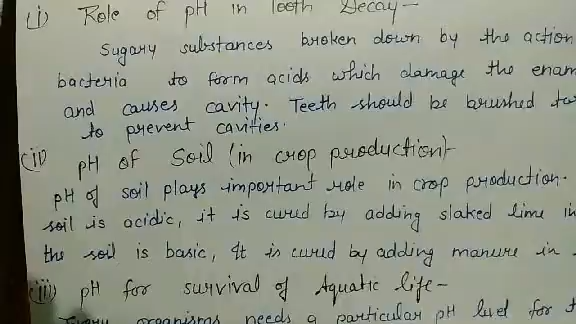 (i) Role of pH in Teeth Decay-
Sugary substances broken down by the action
bacteria to form acids which damage the enam
and causes cavity. Teeth should be brushed
to prevent cavities.
(ii) pH of Soil (in crop production)-
pH of soil plays important role in crop production.
soil is acidic, it is cured by adding slaked lime in
the soil is basic, It is cured by adding manure in
(iii) pH for survival of Aquatic life-
organisms needs a particular pH level for